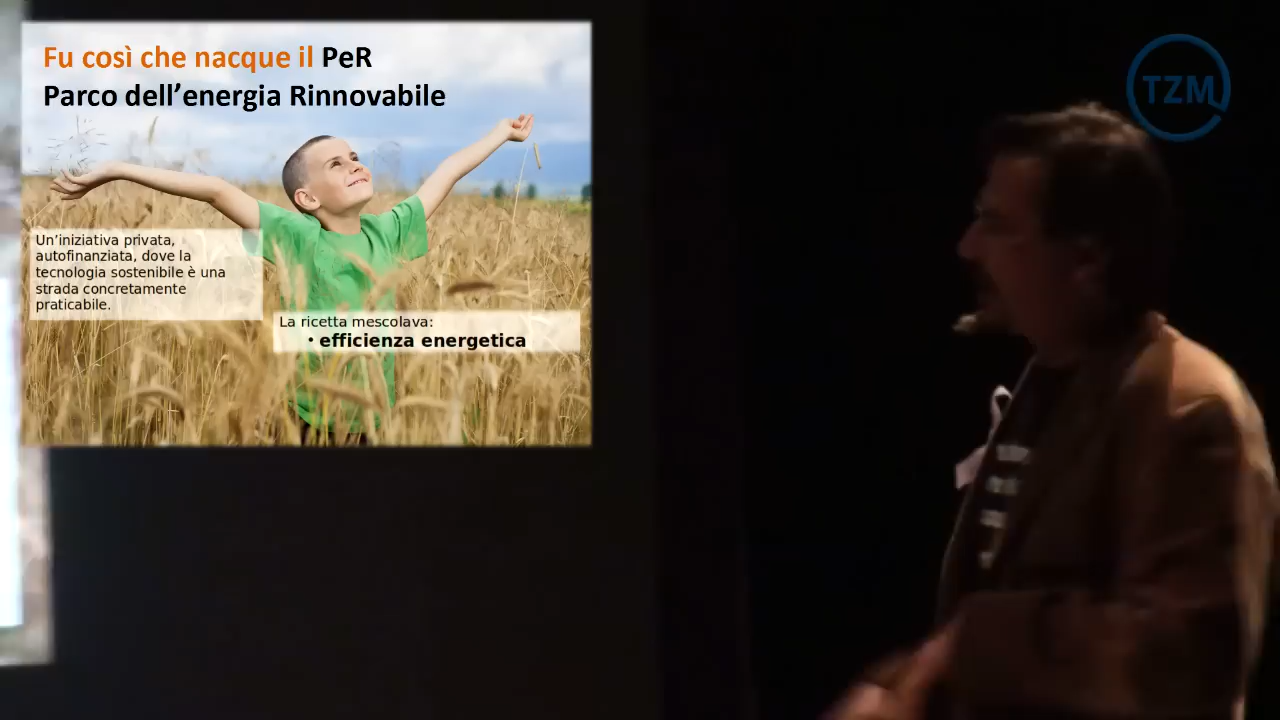 Fu così che nacque il PeR
Parco dell’energia Rinnovabile
Un’iniziativa privata,
autofinanziata, dove la
tecnologia sostenibile è una
strada concretamente
praticabile.
La ricetta mescolava:
• efficienza energetica
TZM